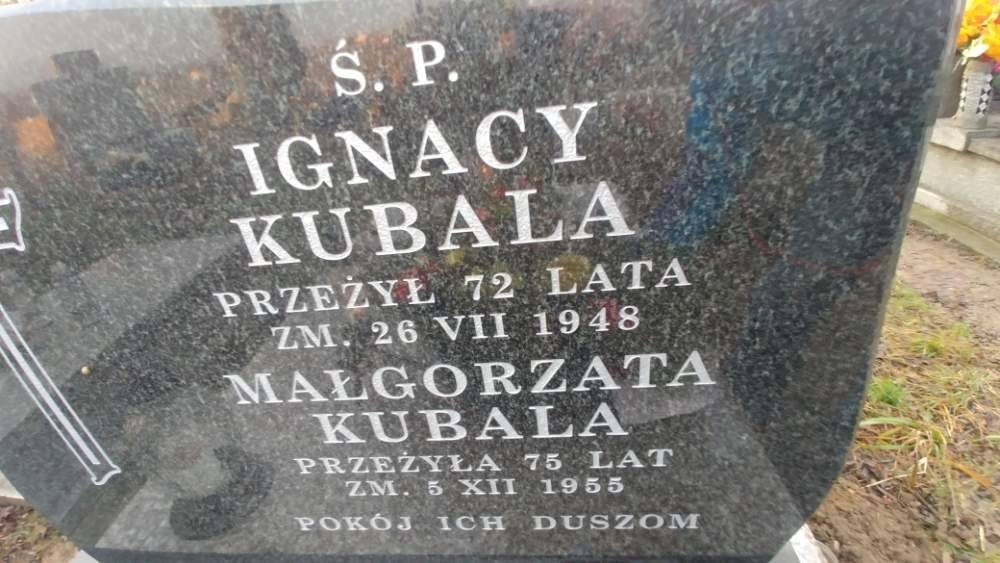 Ś. P.
IGNACY
KUBALA
PRZEŻYŁ 72 LATA
ZM. 26 VII 1948
MAŁGORZATA
KUBALA
PRZEŻYŁA 75 LAT
ZM. 5 XII 1955
POKÓJ ICH DUSZOM